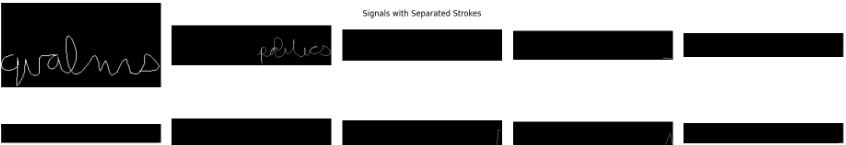 Signals with Separated Strokes
qualms
politics